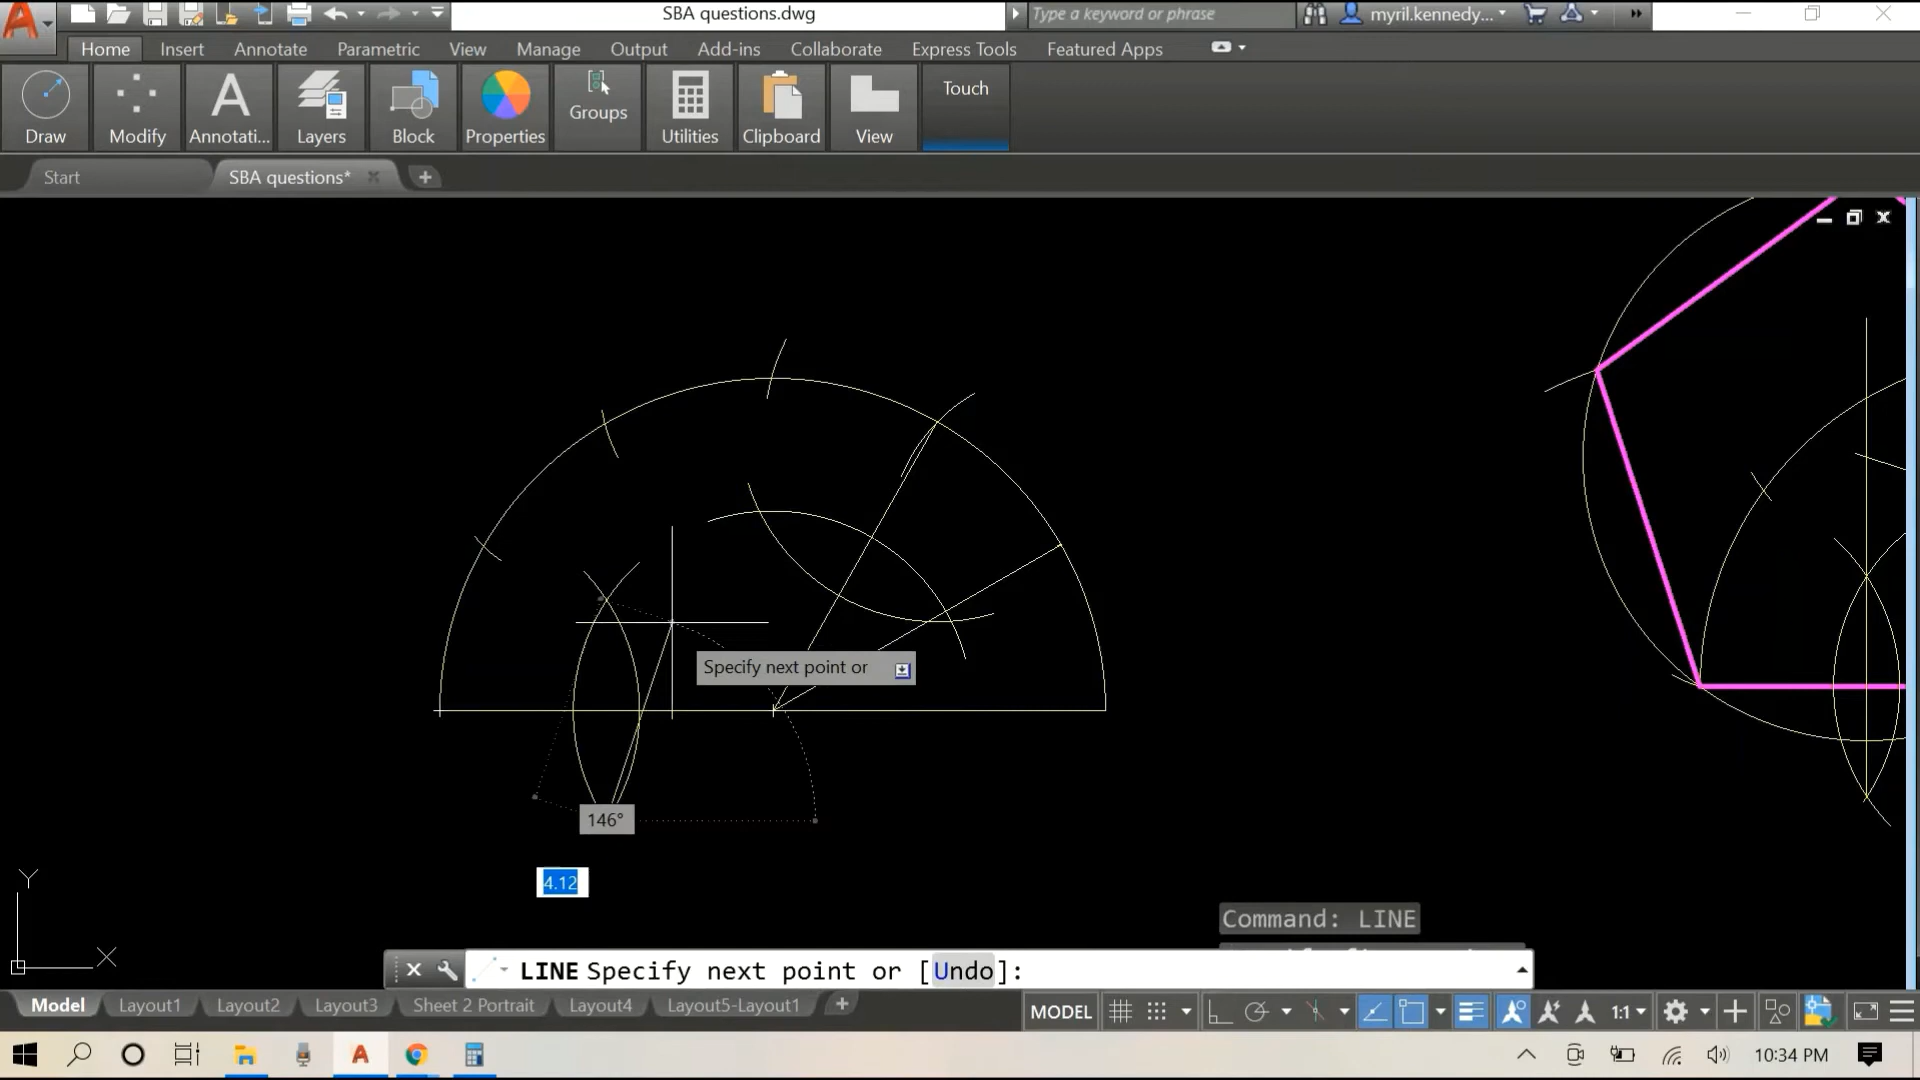 SBA questions.dwg
Type a keyword or phrase
myril.kennedy...
Home Insert Annotate Parametric View Manage Output Add-ins Collaborate Express Tools Featured Apps
Draw Modify Annotati... Layers Block Properties Groups Utilities Clipboard View Touch
Start SBA questions*
Specify next point or
146°
4.12
Y
X
Command: LINE
LINE Specify next point or [Undo]:
Model Layout1 Layout2 Layout3 Sheet 2 Portrait Layout4 Layout5-Layout1
MODEL 1:1
10:34 PM